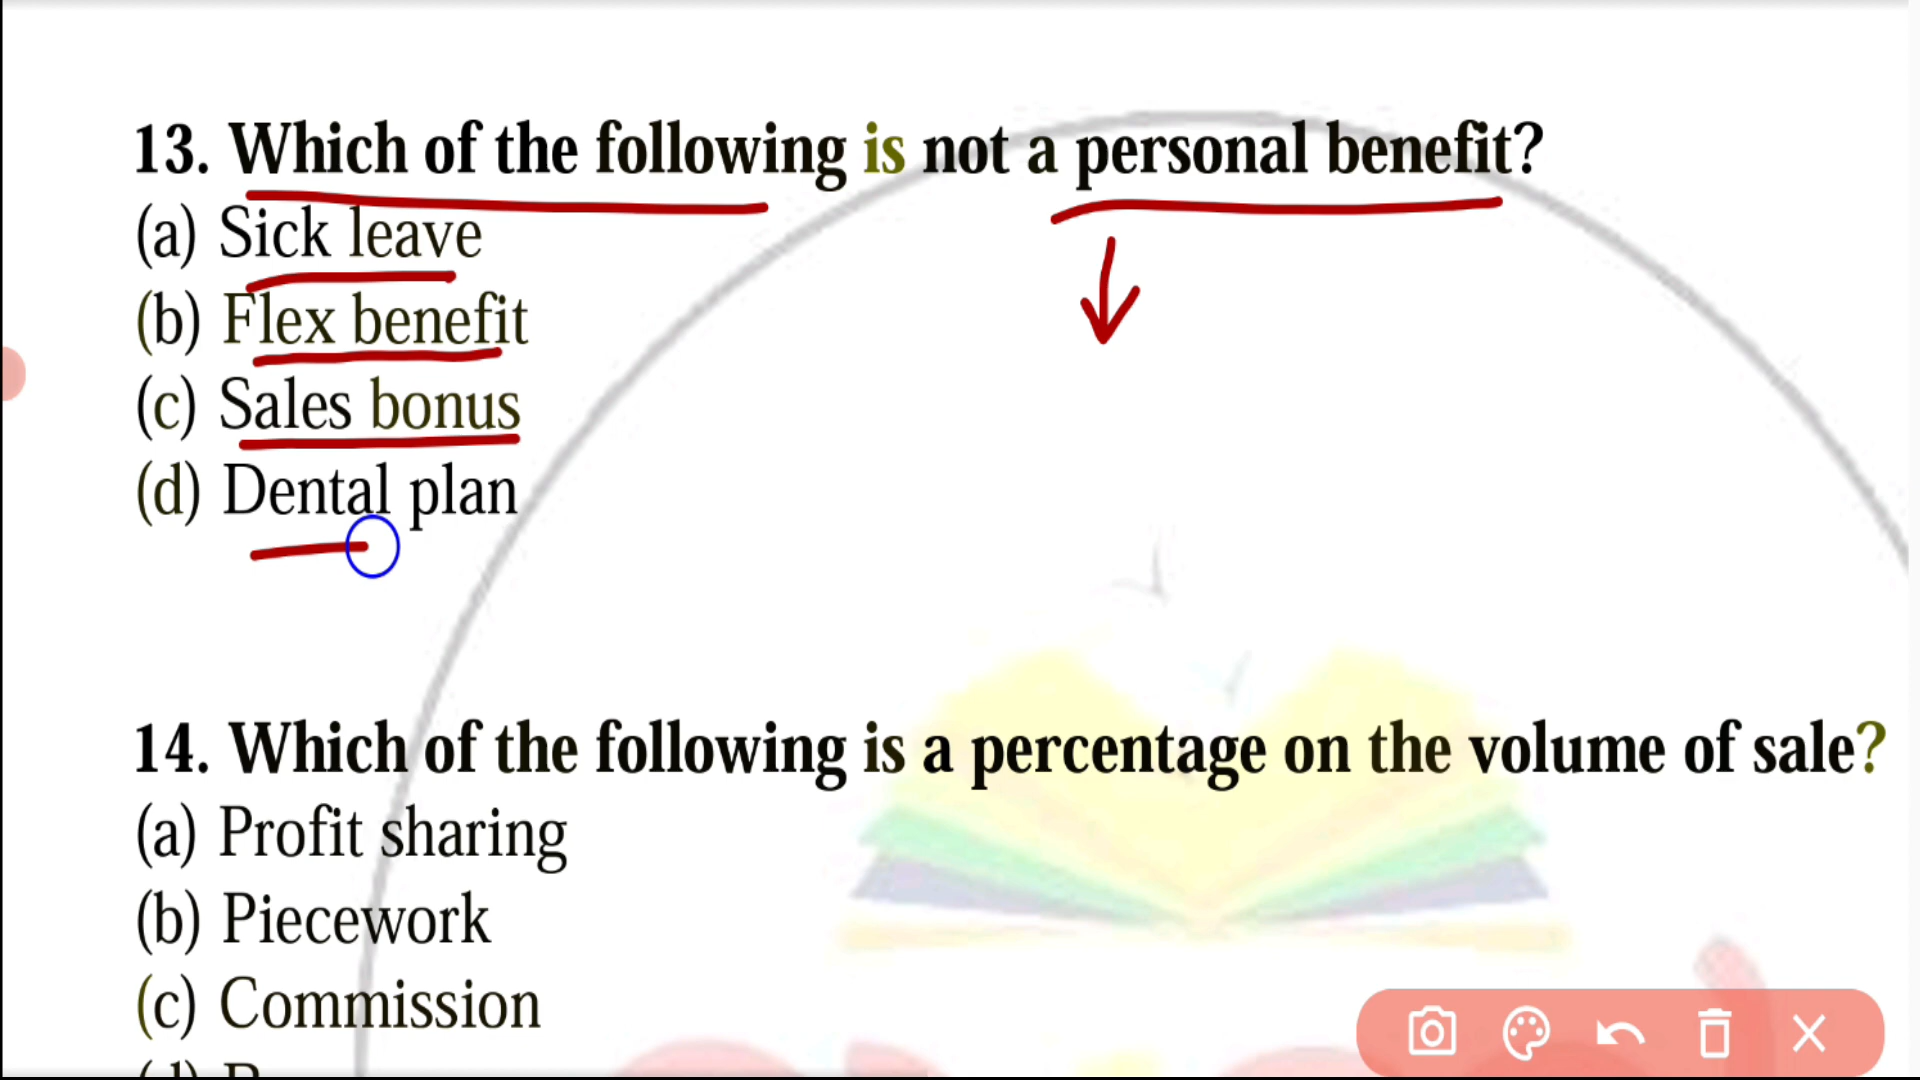 13. Which of the following is not a personal benefit?
(a) Sick leave
(b) Flex benefit
(c) Sales bonus
(d) Dental plan
14. Which of the following is a percentage on the volume of sale?
(a) Profit sharing
(b) Piecework
(c) Commission